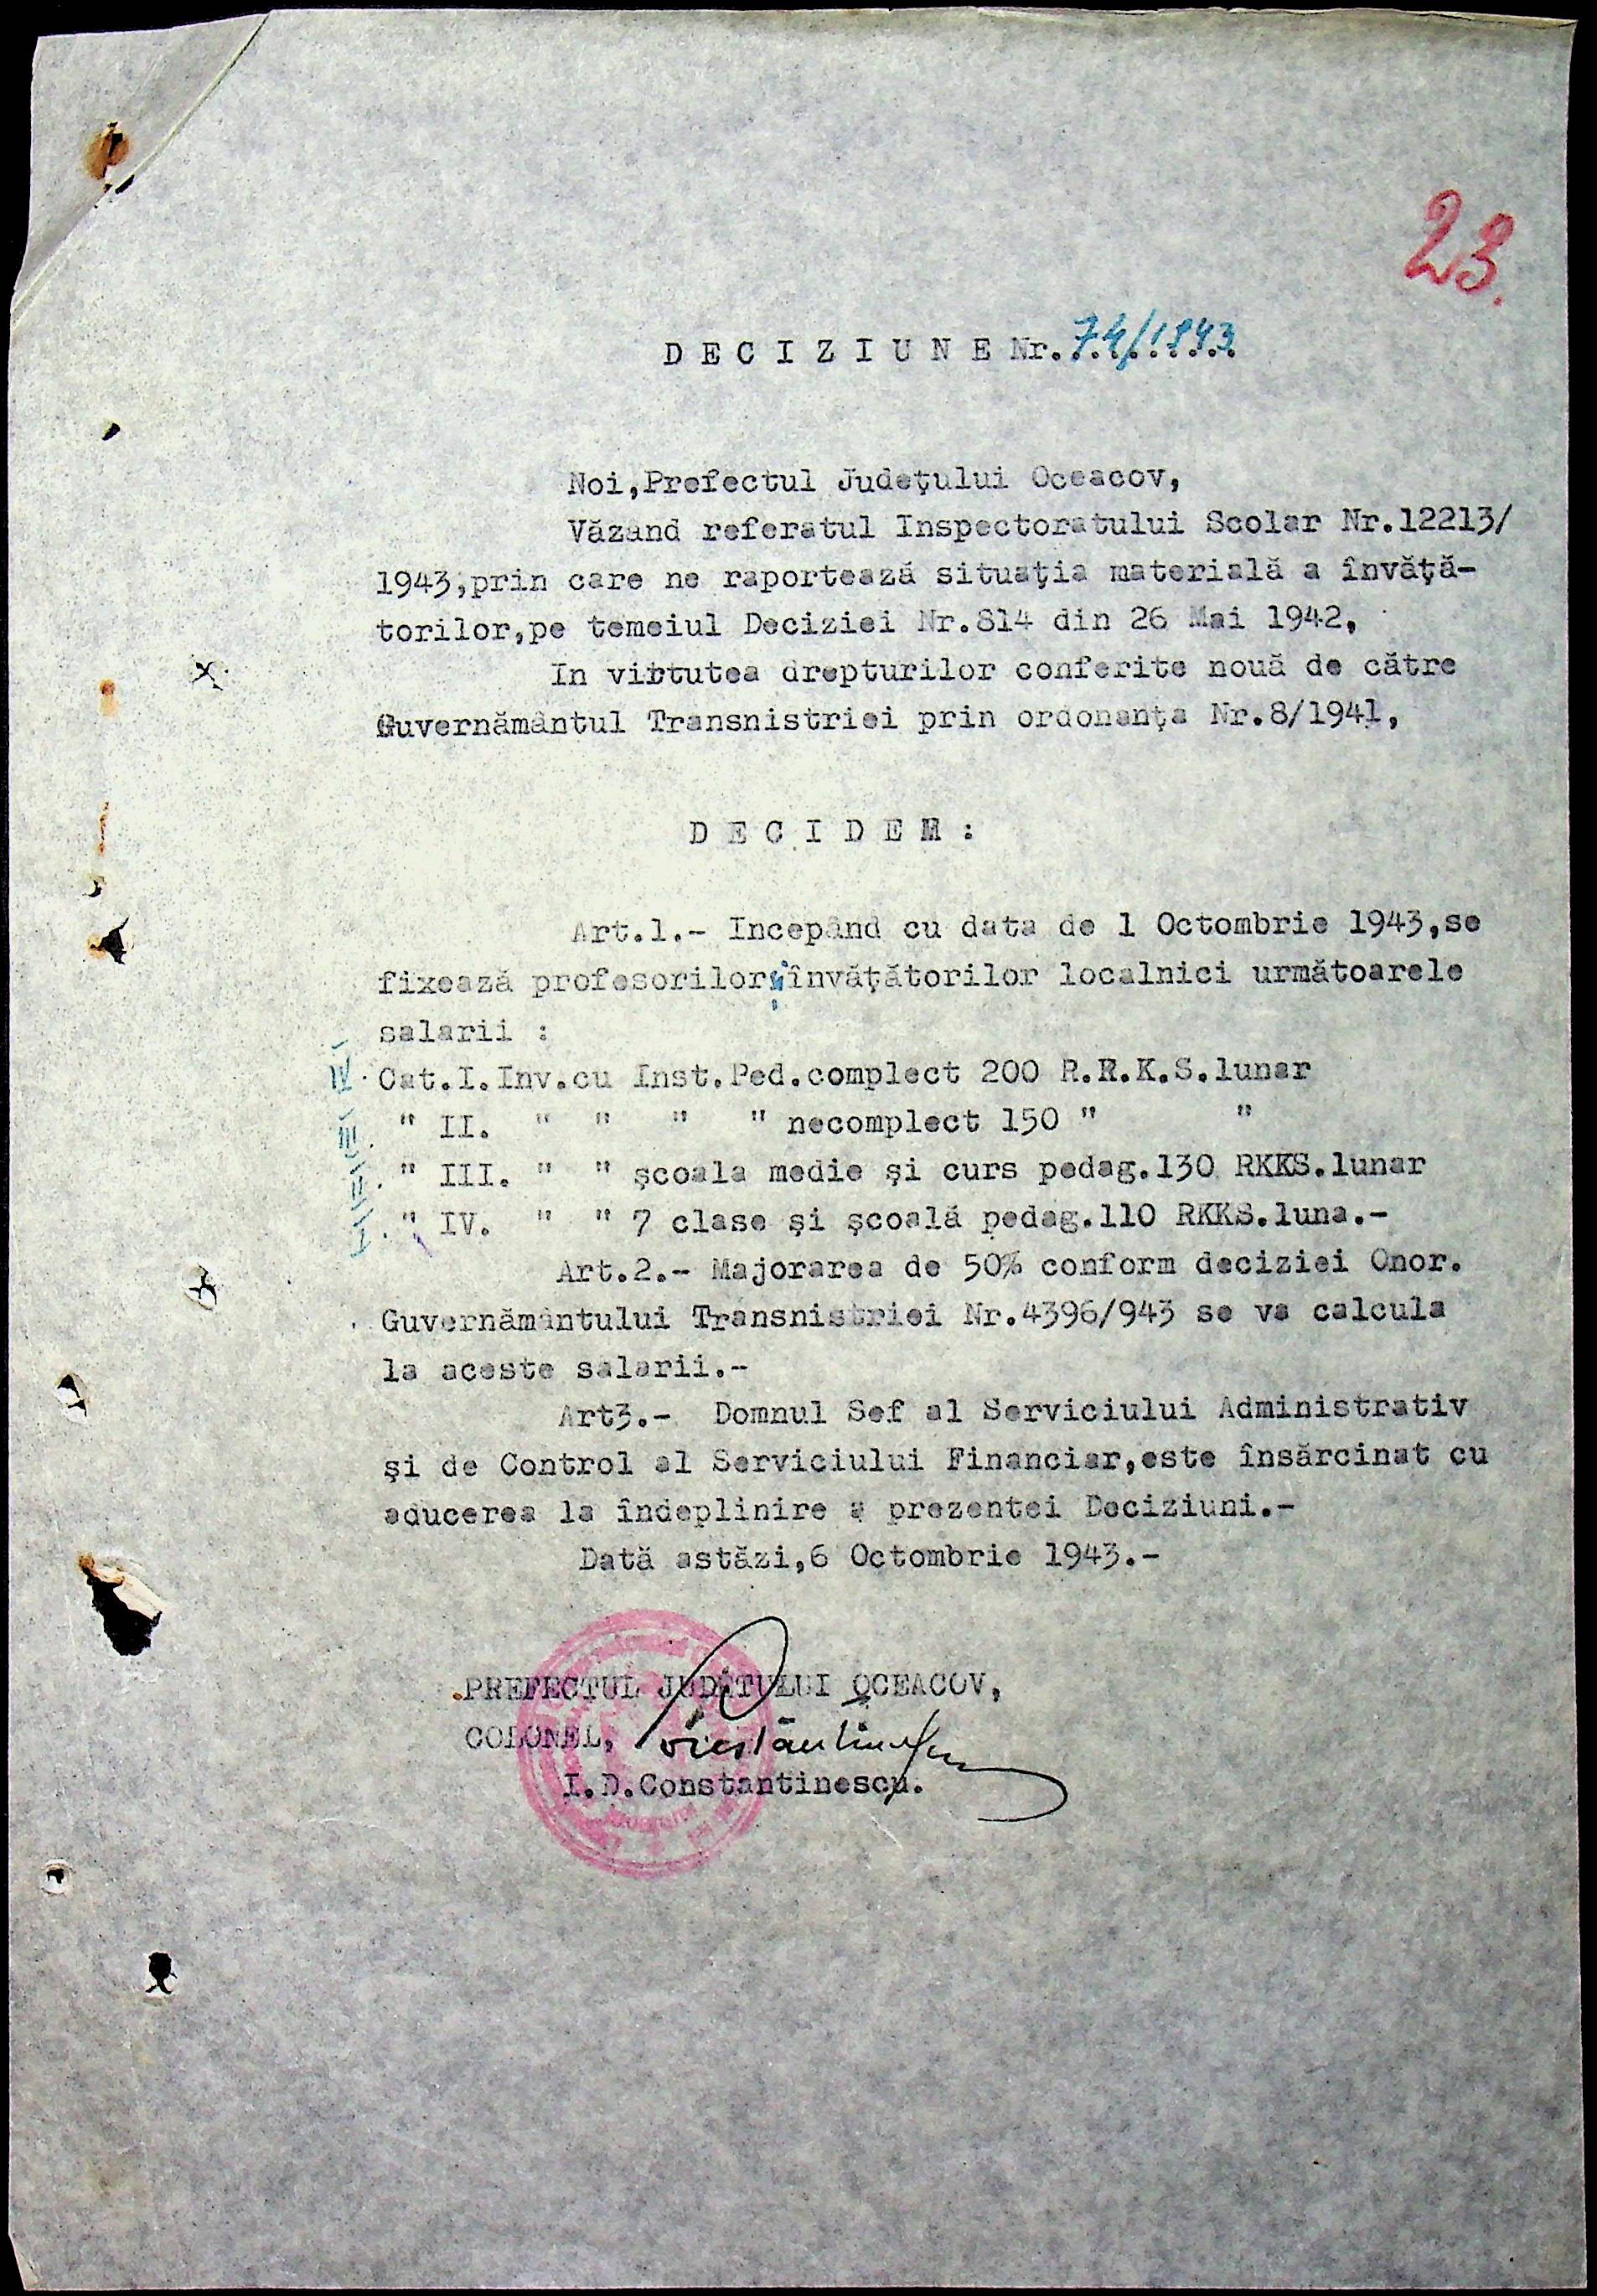 23.
D E C I Z I U N E Nr. 74/1943
Noi,Prefectul Judeţului Oceacov,
Văzând referatul Inspectoratului Scolar Nr.12213/
1943,prin care ne raportează situaţia materială a învăţă-
torilor,pe temeiul Deciziei Nr.814 din 26 Mai 1942,
In virtutea drepturilor conferite nouă de către
Guvernământul Transnistriei prin ordonanţa Nr.8/1941,
D E C I D E M :
Art.1.- Incepând cu data de 1 Octombrie 1943,se
fixează profesorilor și învăţătorilor localnici următoarele
salarii :
IV. Cat.I.Inv.cu Inst.Ped.complect 200 R.R.K.S.lunar
III. " II. " " " " necomplect 150 " "
II. " III. " " şcoala medie şi curs pedag.130 RKKS.lunar
I. " IV. " " 7 clase şi şcoală pedag.110 RKKS.luna.-
Art.2.- Majorarea de 50% conform deciziei Onor.
Guvernământului Transnistriei Nr.4396/943 se va calcula
la aceste salarii.-
Art3.- Domnul Sef al Serviciului Administrativ
şi de Control al Serviciului Financiar,este însărcinat cu
aducerea la îndeplinire a prezentei Deciziuni.-
Dată astăzi,6 Octombrie 1943.-
PREFECTUL JUDETULUI OCEACOV,
COLONEL,
I.D.Constantinescu.